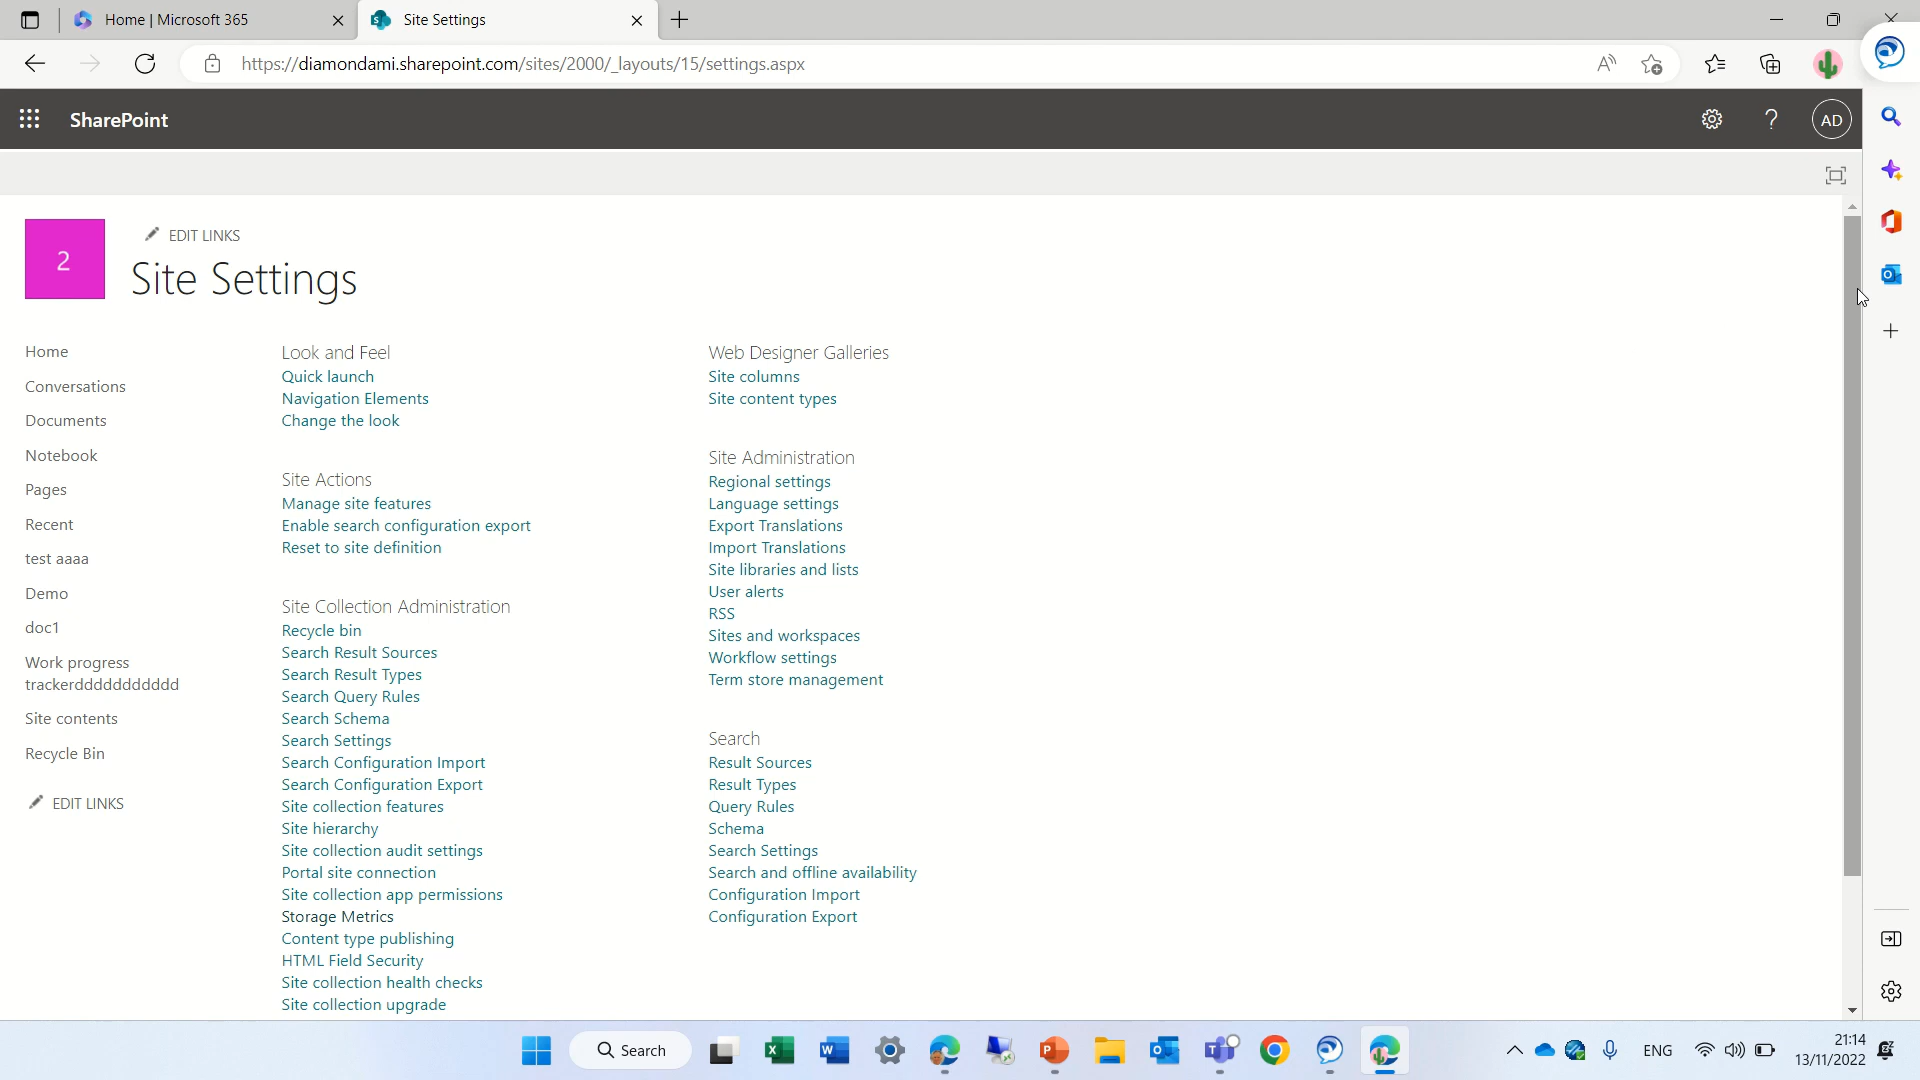 Home | Microsoft 365
Site Settings
https://diamondami.sharepoint.com/sites/2000/_layouts/15/settings.aspx
SharePoint
AD
2
EDIT LINKS
Site Settings
Home
Conversations
Documents
Notebook
Pages
Recent
test aaaa
Demo
doc1
Work progress
trackerddddddddddd
Site contents
Recycle Bin
EDIT LINKS
Look and Feel
Quick launch
Navigation Elements
Change the look
Site Actions
Manage site features
Enable search configuration export
Reset to site definition
Site Collection Administration
Recycle bin
Search Result Sources
Search Result Types
Search Query Rules
Search Schema
Search Settings
Search Configuration Import
Search Configuration Export
Site collection features
Site hierarchy
Site collection audit settings
Portal site connection
Site collection app permissions
Storage Metrics
Content type publishing
HTML Field Security
Site collection health checks
Site collection upgrade
Web Designer Galleries
Site columns
Site content types
Site Administration
Regional settings
Language settings
Export Translations
Import Translations
Site libraries and lists
User alerts
RSS
Sites and workspaces
Workflow settings
Term store management
Search
Result Sources
Result Types
Query Rules
Schema
Search Settings
Search and offline availability
Configuration Import
Configuration Export
Search
ENG
21:14
13/11/2022